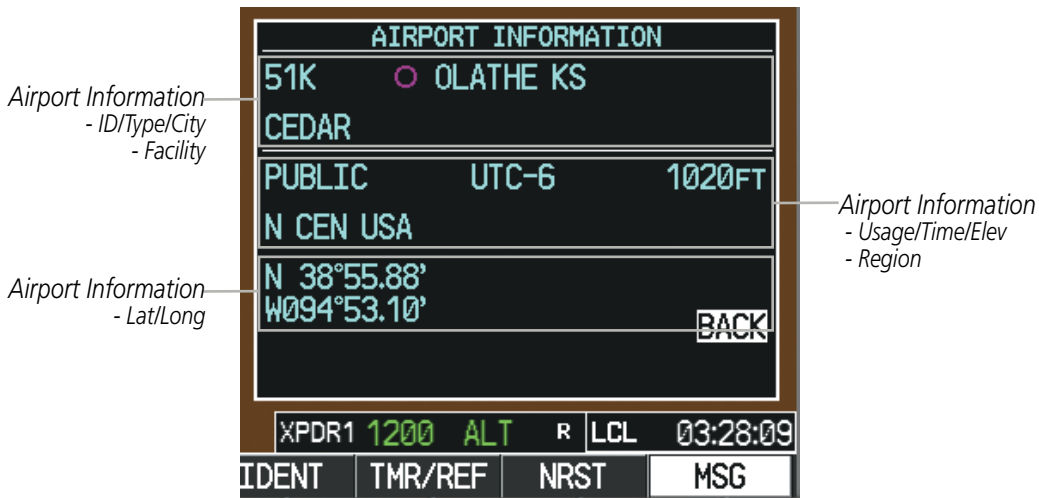 AIRPORT INFORMATION
51K OLATHE KS
CEDAR
Airport Information
- ID/Type/City
- Facility
PUBLIC UTC-6 1020FT
N CEN USA
Airport Information
- Usage/Time/Elev
- Region
N 38°55.88'
W094°53.10'
Airport Information
- Lat/Long
BACK
XPDR1 1200 ALT R LCL 03:28:09
IDENT TMR/REF NRST MSG